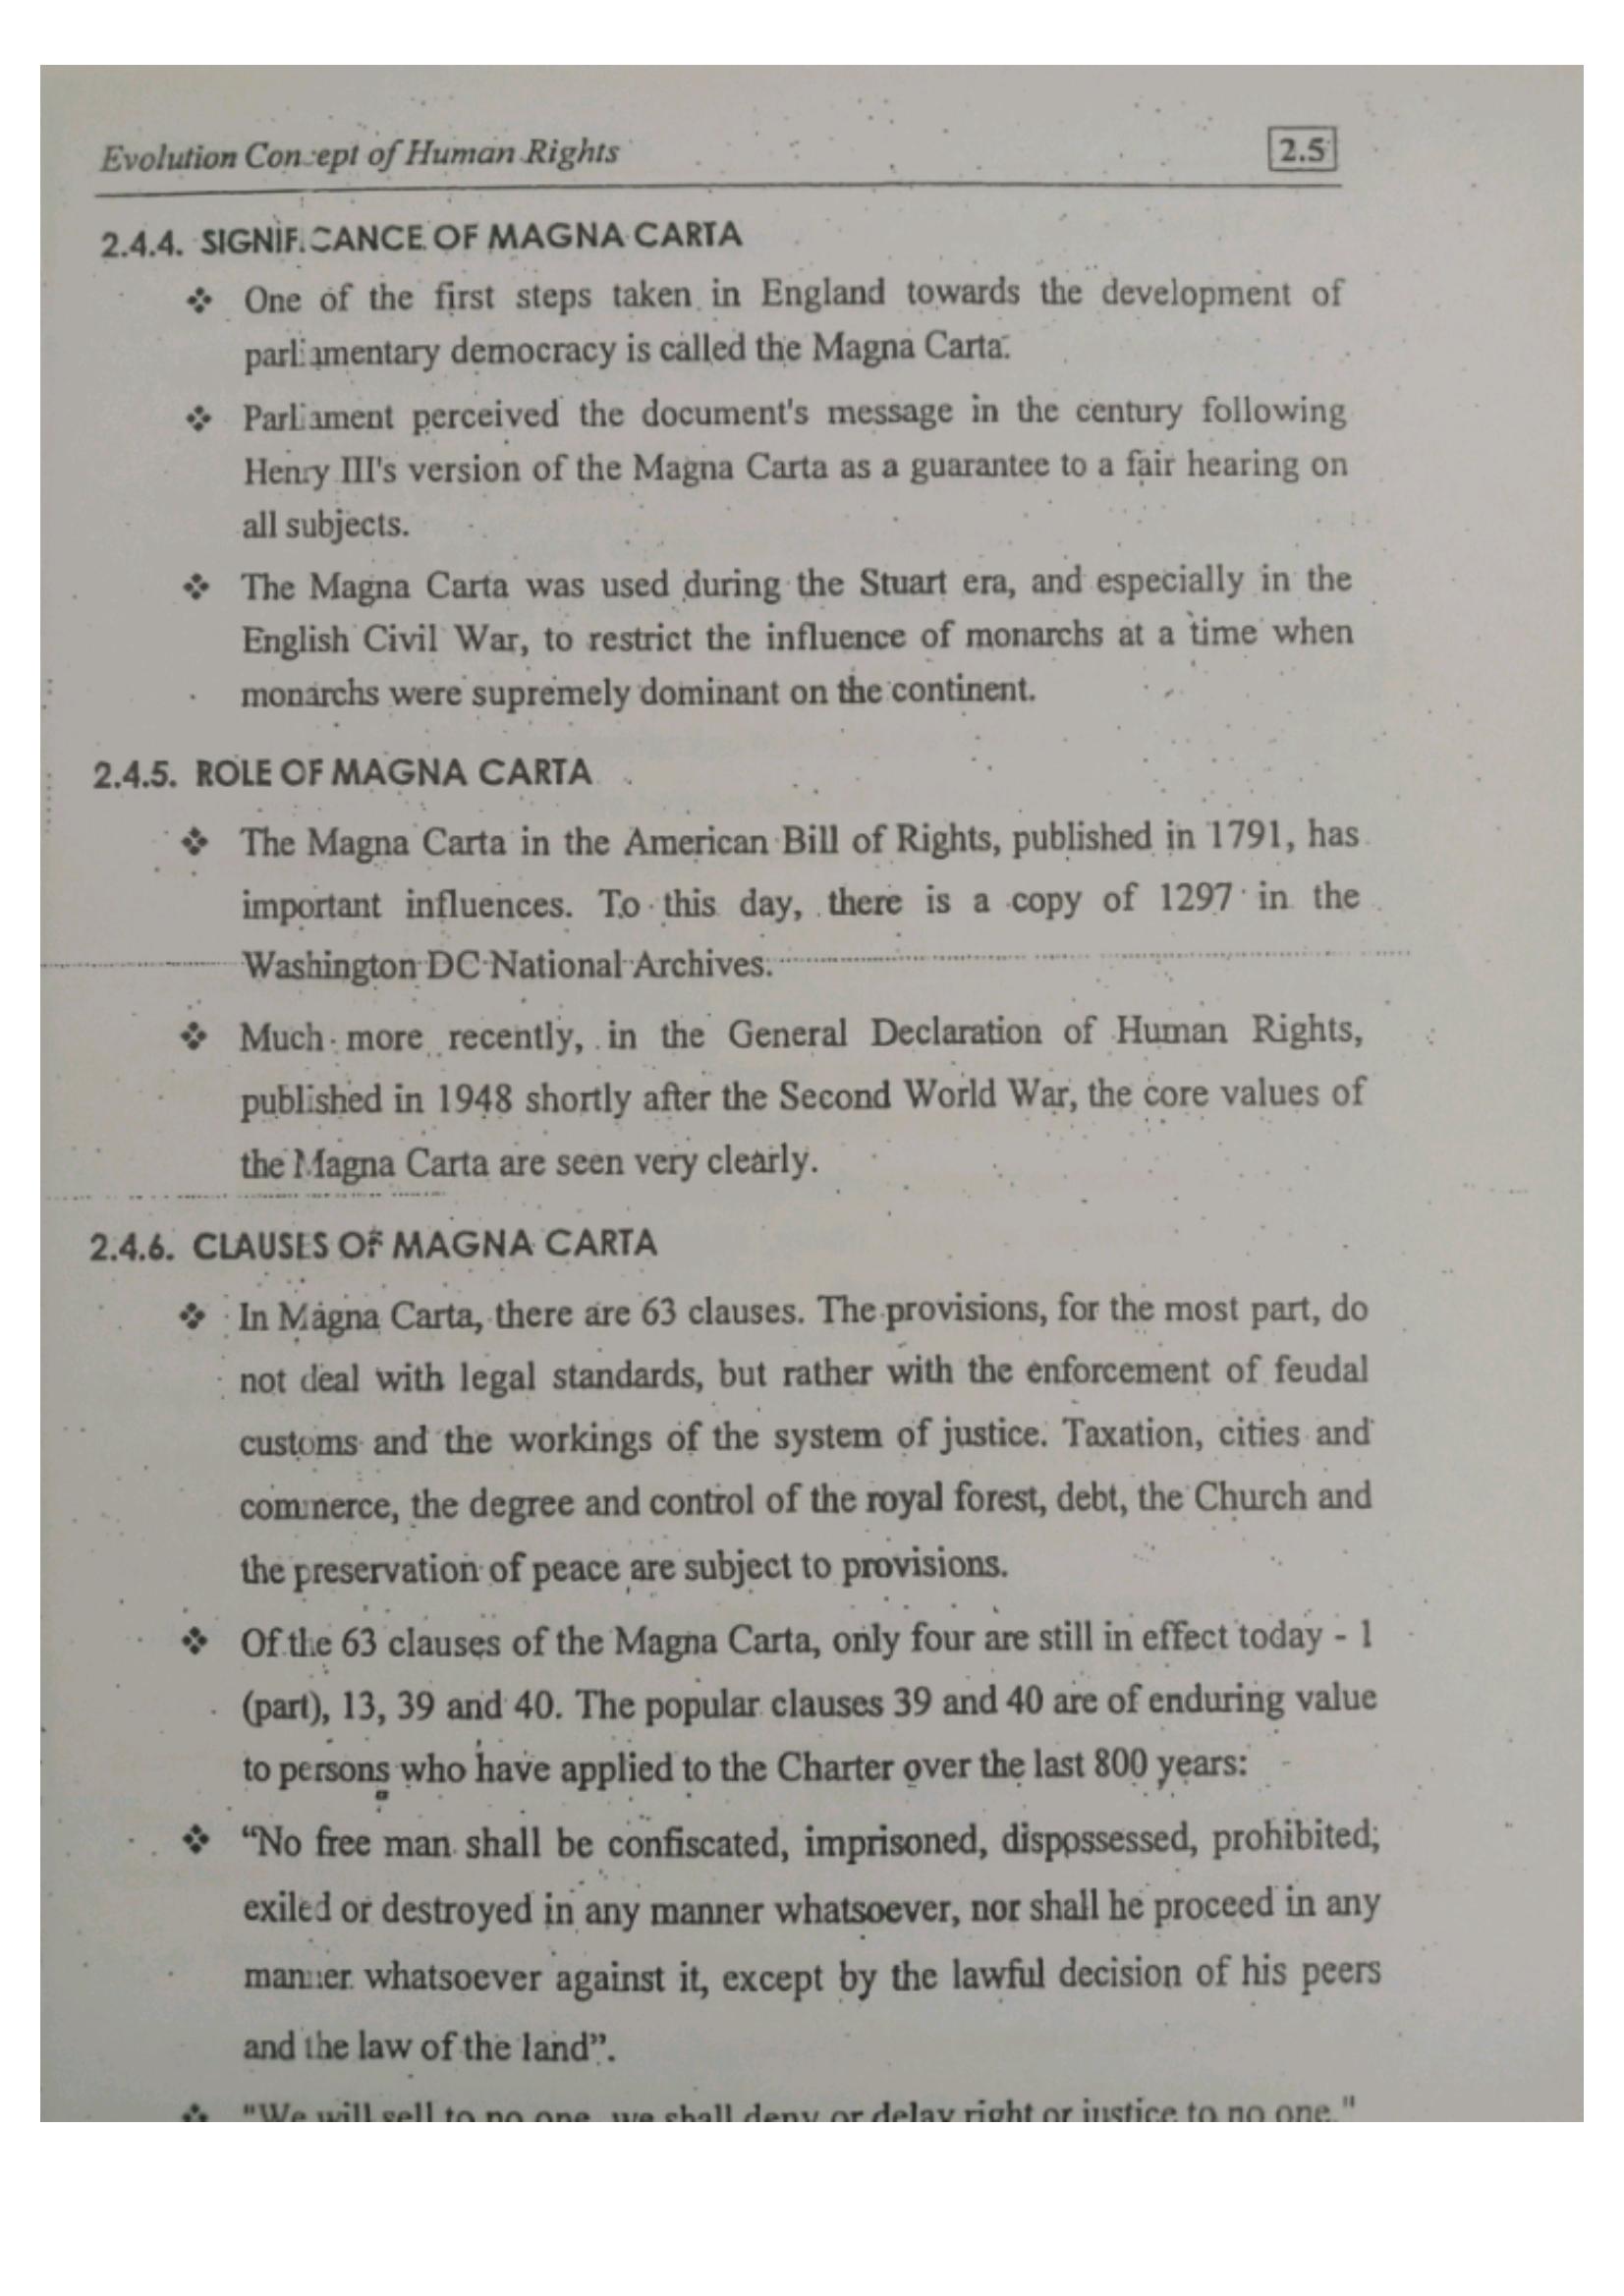 Evolution Concept of Human Rights
2.5
2.4.4. SIGNIFICANCE OF MAGNA CARTA
❖ One of the first steps taken in England towards the development of
parliamentary democracy is called the Magna Carta.
❖ Parliament perceived the document's message in the century following
Henry III's version of the Magna Carta as a guarantee to a fair hearing on
all subjects.
❖ The Magna Carta was used during the Stuart era, and especially in the
English Civil War, to restrict the influence of monarchs at a time when
monarchs were supremely dominant on the continent.
2.4.5. ROLE OF MAGNA CARTA
❖ The Magna Carta in the American Bill of Rights, published in 1791, has
important influences. To this day, there is a copy of 1297 in the
Washington DC National Archives.
❖ Much more recently, in the General Declaration of Human Rights,
published in 1948 shortly after the Second World War, the core values of
the Magna Carta are seen very clearly.
2.4.6. CLAUSES OF MAGNA CARTA
❖ In Magna Carta, there are 63 clauses. The provisions, for the most part, do
not deal with legal standards, but rather with the enforcement of feudal
customs and the workings of the system of justice. Taxation, cities and
commerce, the degree and control of the royal forest, debt, the Church and
the preservation of peace are subject to provisions.
❖ Of the 63 clauses of the Magna Carta, only four are still in effect today - 1
(part), 13, 39 and 40. The popular clauses 39 and 40 are of enduring value
to persons who have applied to the Charter over the last 800 years:
❖ “No free man shall be confiscated, imprisoned, dispossessed, prohibited;
exiled or destroyed in any manner whatsoever, nor shall he proceed in any
manner whatsoever against it, except by the lawful decision of his peers
and the law of the land”.
❖ "We will sell to no one, we shall deny or delay right or justice to no one."